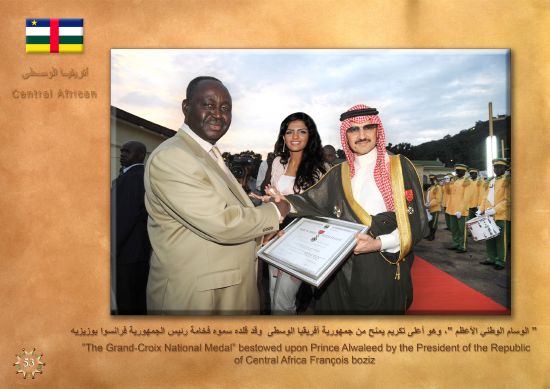 أفريقيا الوسطى
Central African
" الوسام الوطني الأعظم "، وهو أعلى تكريم يمنح من جمهورية أفريقيا الوسطى وقد قلده سموه فخامة رئيس الجمهورية فرانسوا بوزيزيه
"The Grand-Croix National Medal" bestowed upon Prince Alwaleed by the President of the Republic
of Central Africa François boziz
53